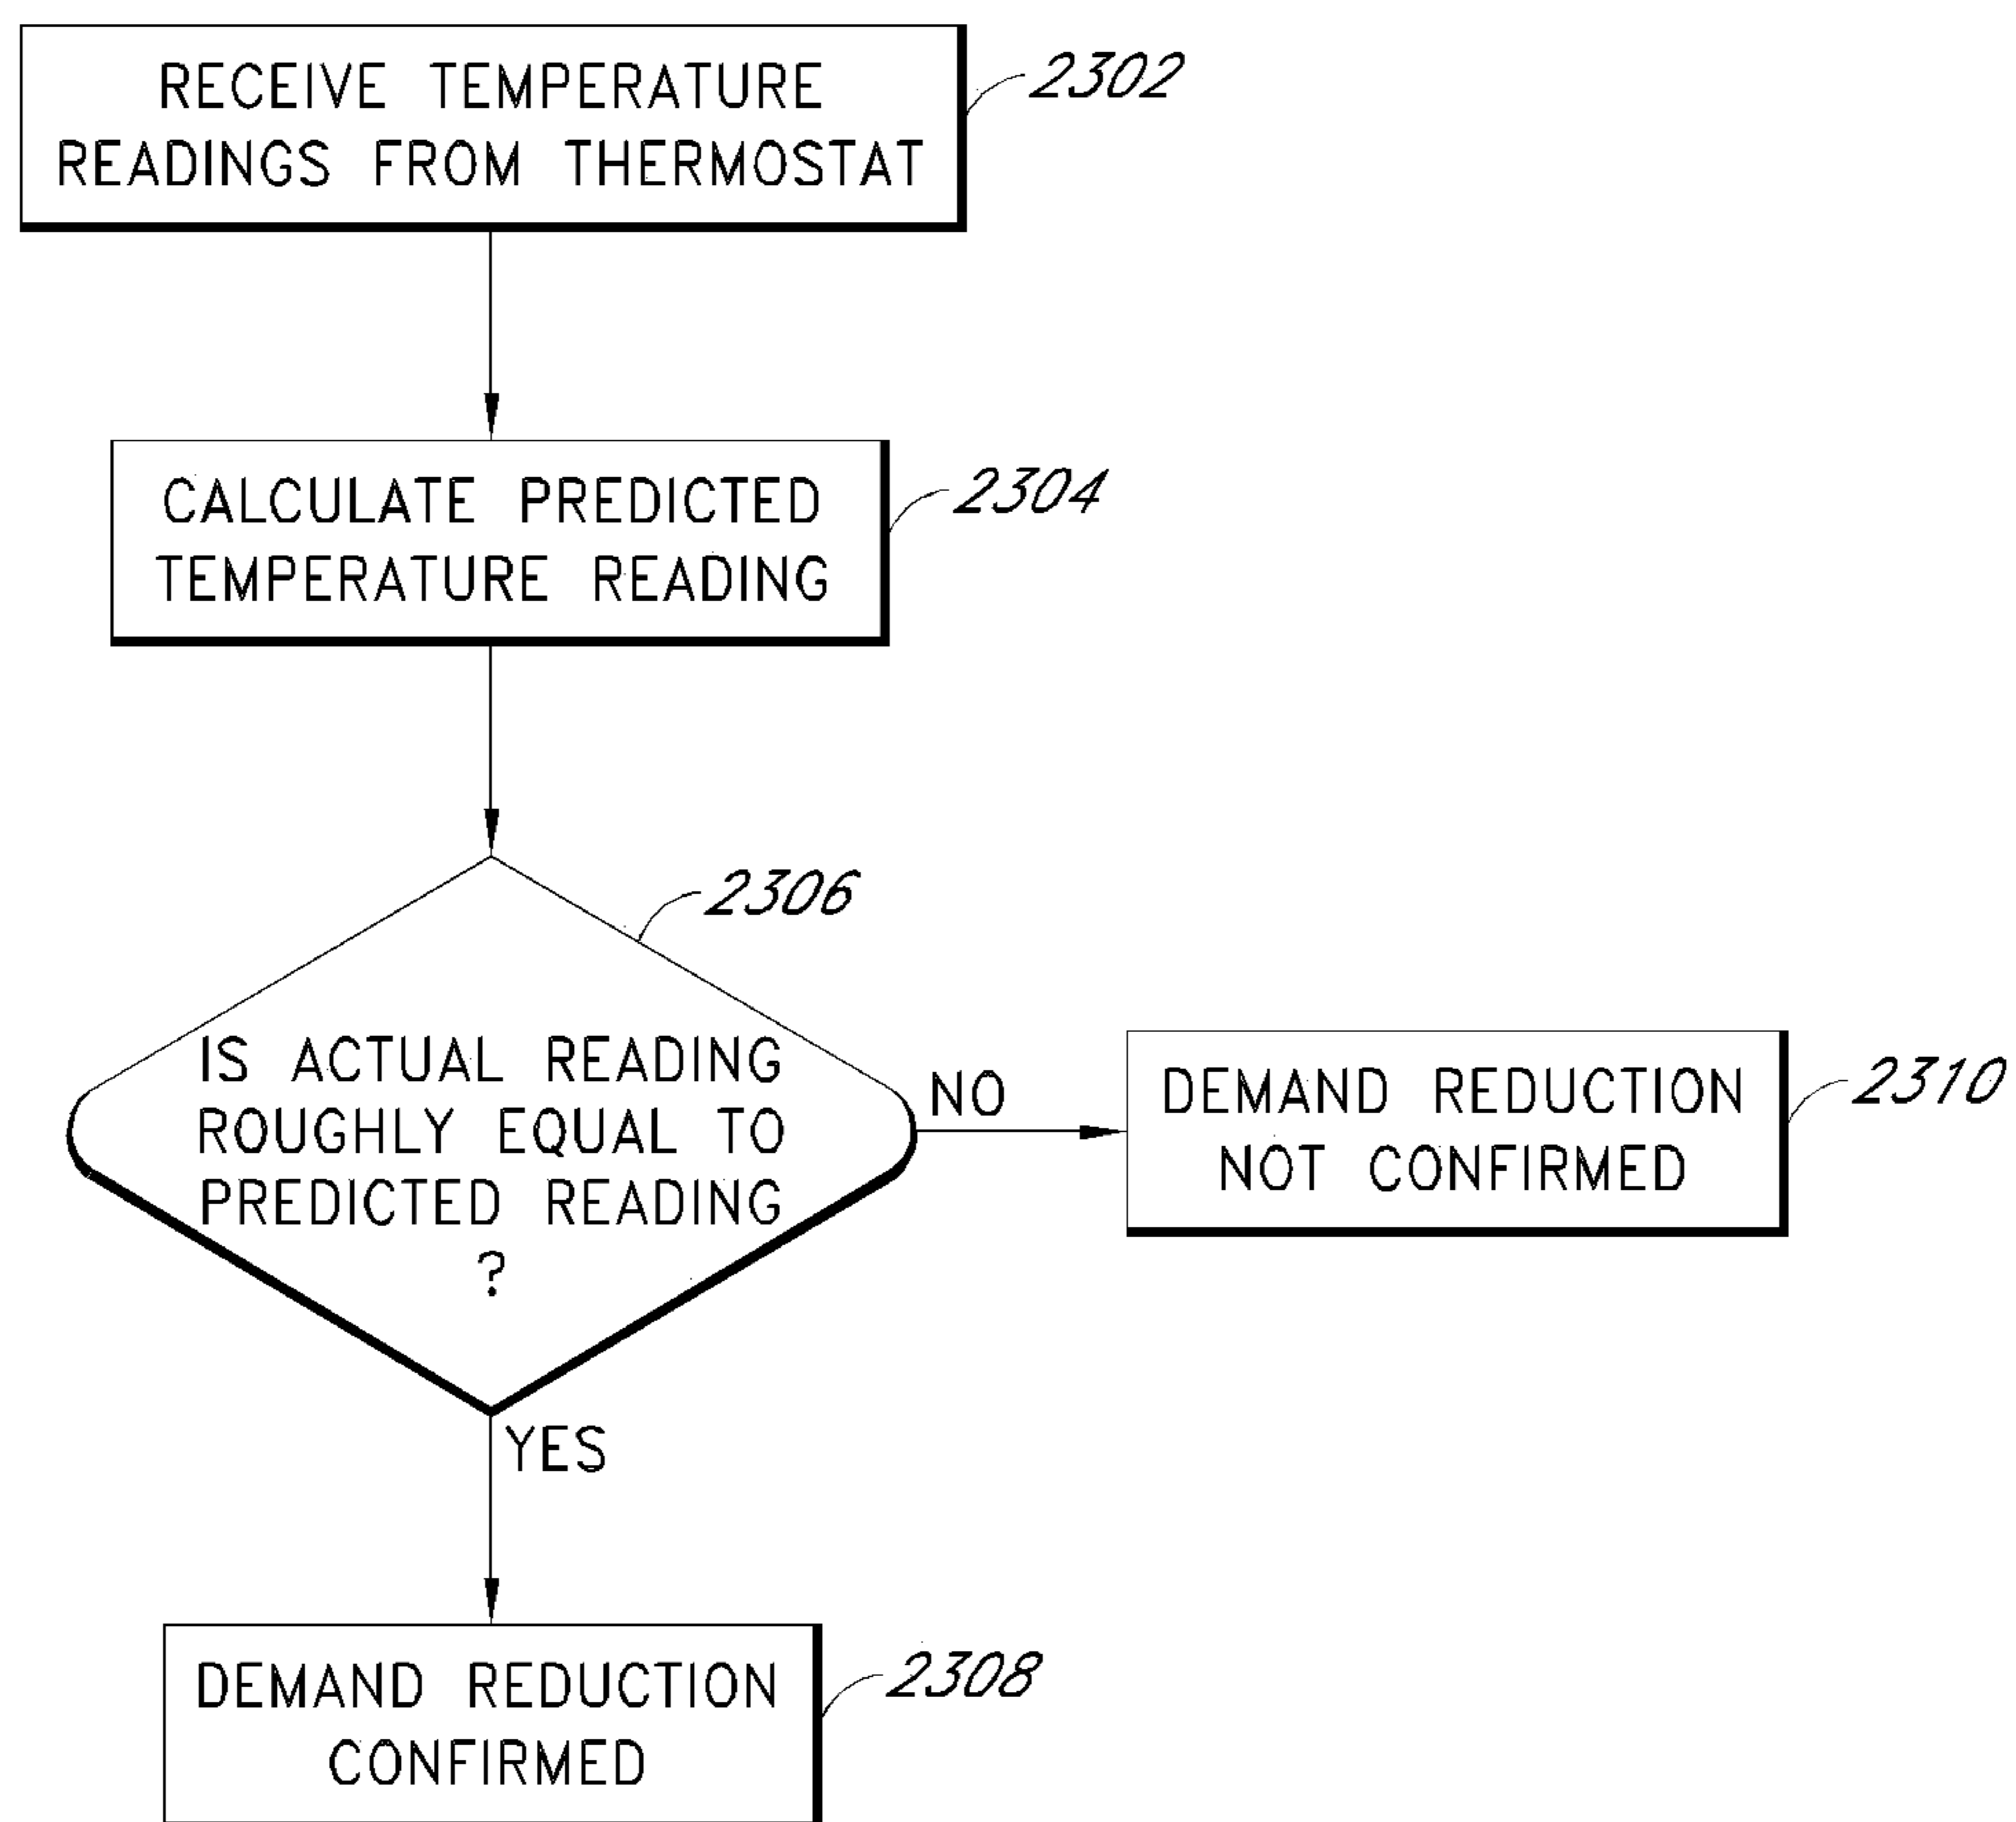 RECEIVE TEMPERATURE
READINGS FROM THERMOSTAT
2302
CALCULATE PREDICTED
TEMPERATURE READING
2304
2306
IS ACTUAL READING
ROUGHLY EQUAL TO
PREDICTED READING
?
NO
DEMAND REDUCTION
NOT CONFIRMED
2310
YES
DEMAND REDUCTION
CONFIRMED
2308